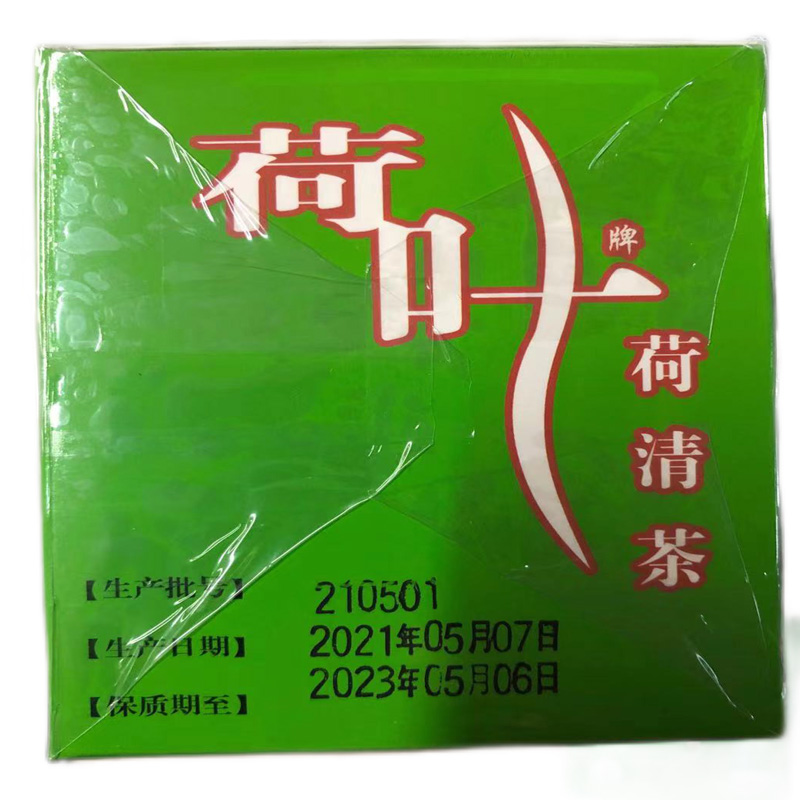 荷叶牌
荷清茶
【生产批号】 210501
【生产日期】 2021年05月07日
【保质期至】 2023年05月06日